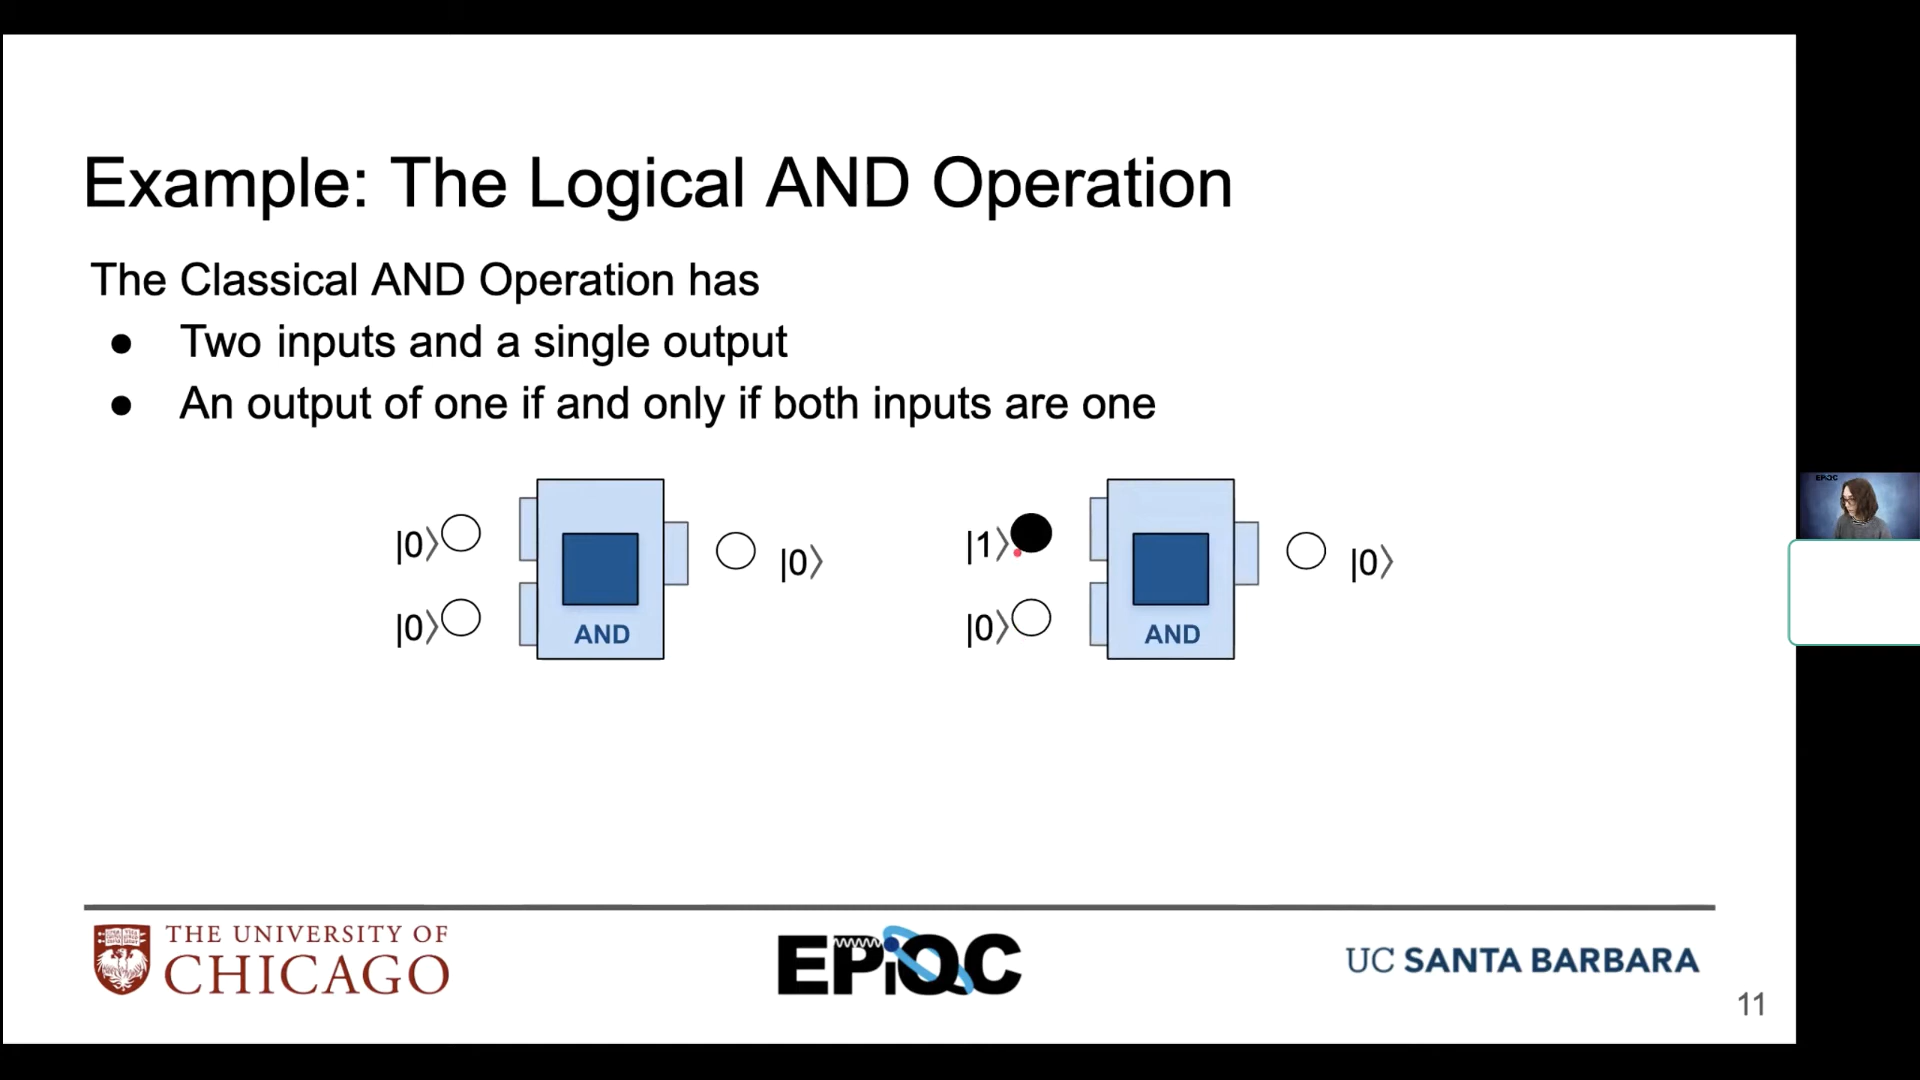 Example: The Logical AND Operation
The Classical AND Operation has
● Two inputs and a single output
● An output of one if and only if both inputs are one
|0⟩
|0⟩
AND
|0⟩
|1⟩
|0⟩
AND
|0⟩
EPiQC
THE UNIVERSITY OF
CHICAGO
EPiQC
UC SANTA BARBARA
11